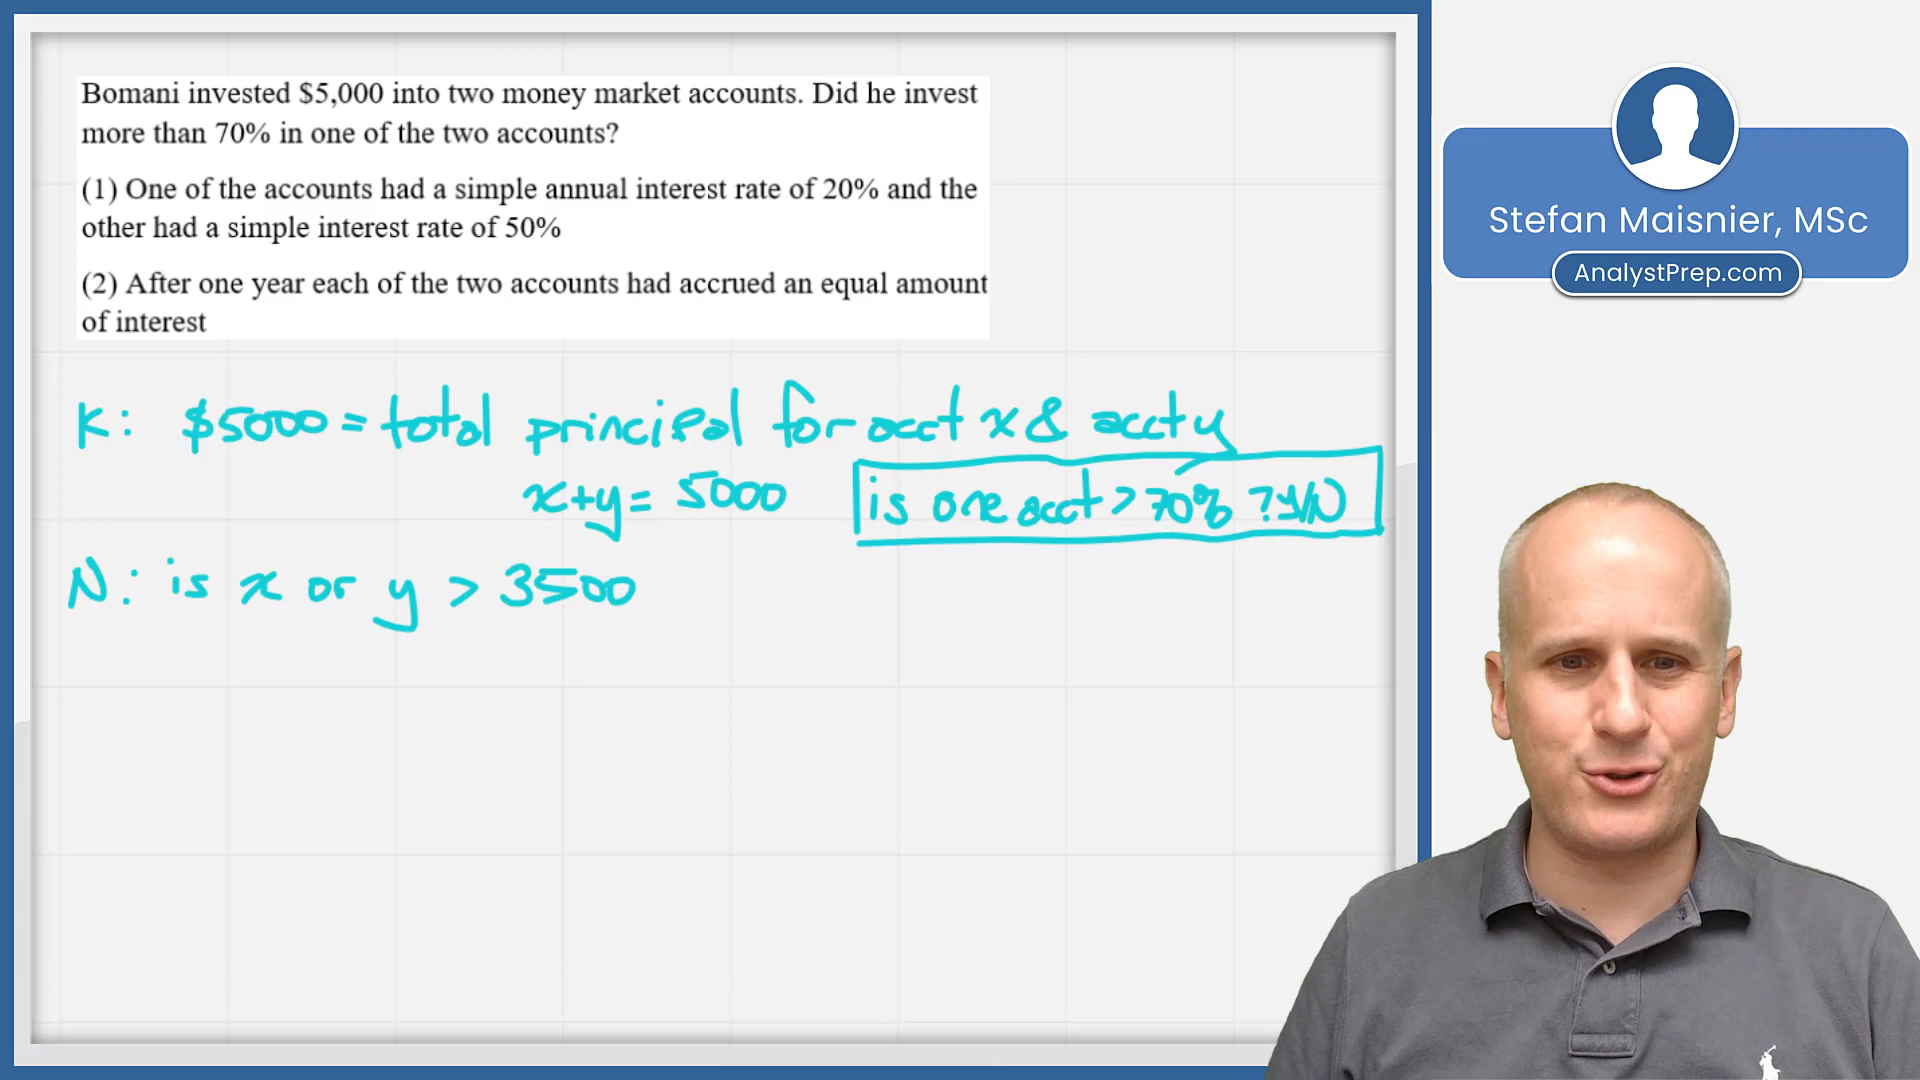 Bomani invested $5,000 into two money market accounts. Did he invest
more than 70% in one of the two accounts?
(1) One of the accounts had a simple annual interest rate of 20% and the
other had a simple interest rate of 50%
(2) After one year each of the two accounts had accrued an equal amount
of interest
K: $5000 = total principal for acct x & acct y
x+y = 5000
is one acct > 70% ? Y/N
N: is x or y > 3500
Stefan Maisnier, MSc
AnalystPrep.com